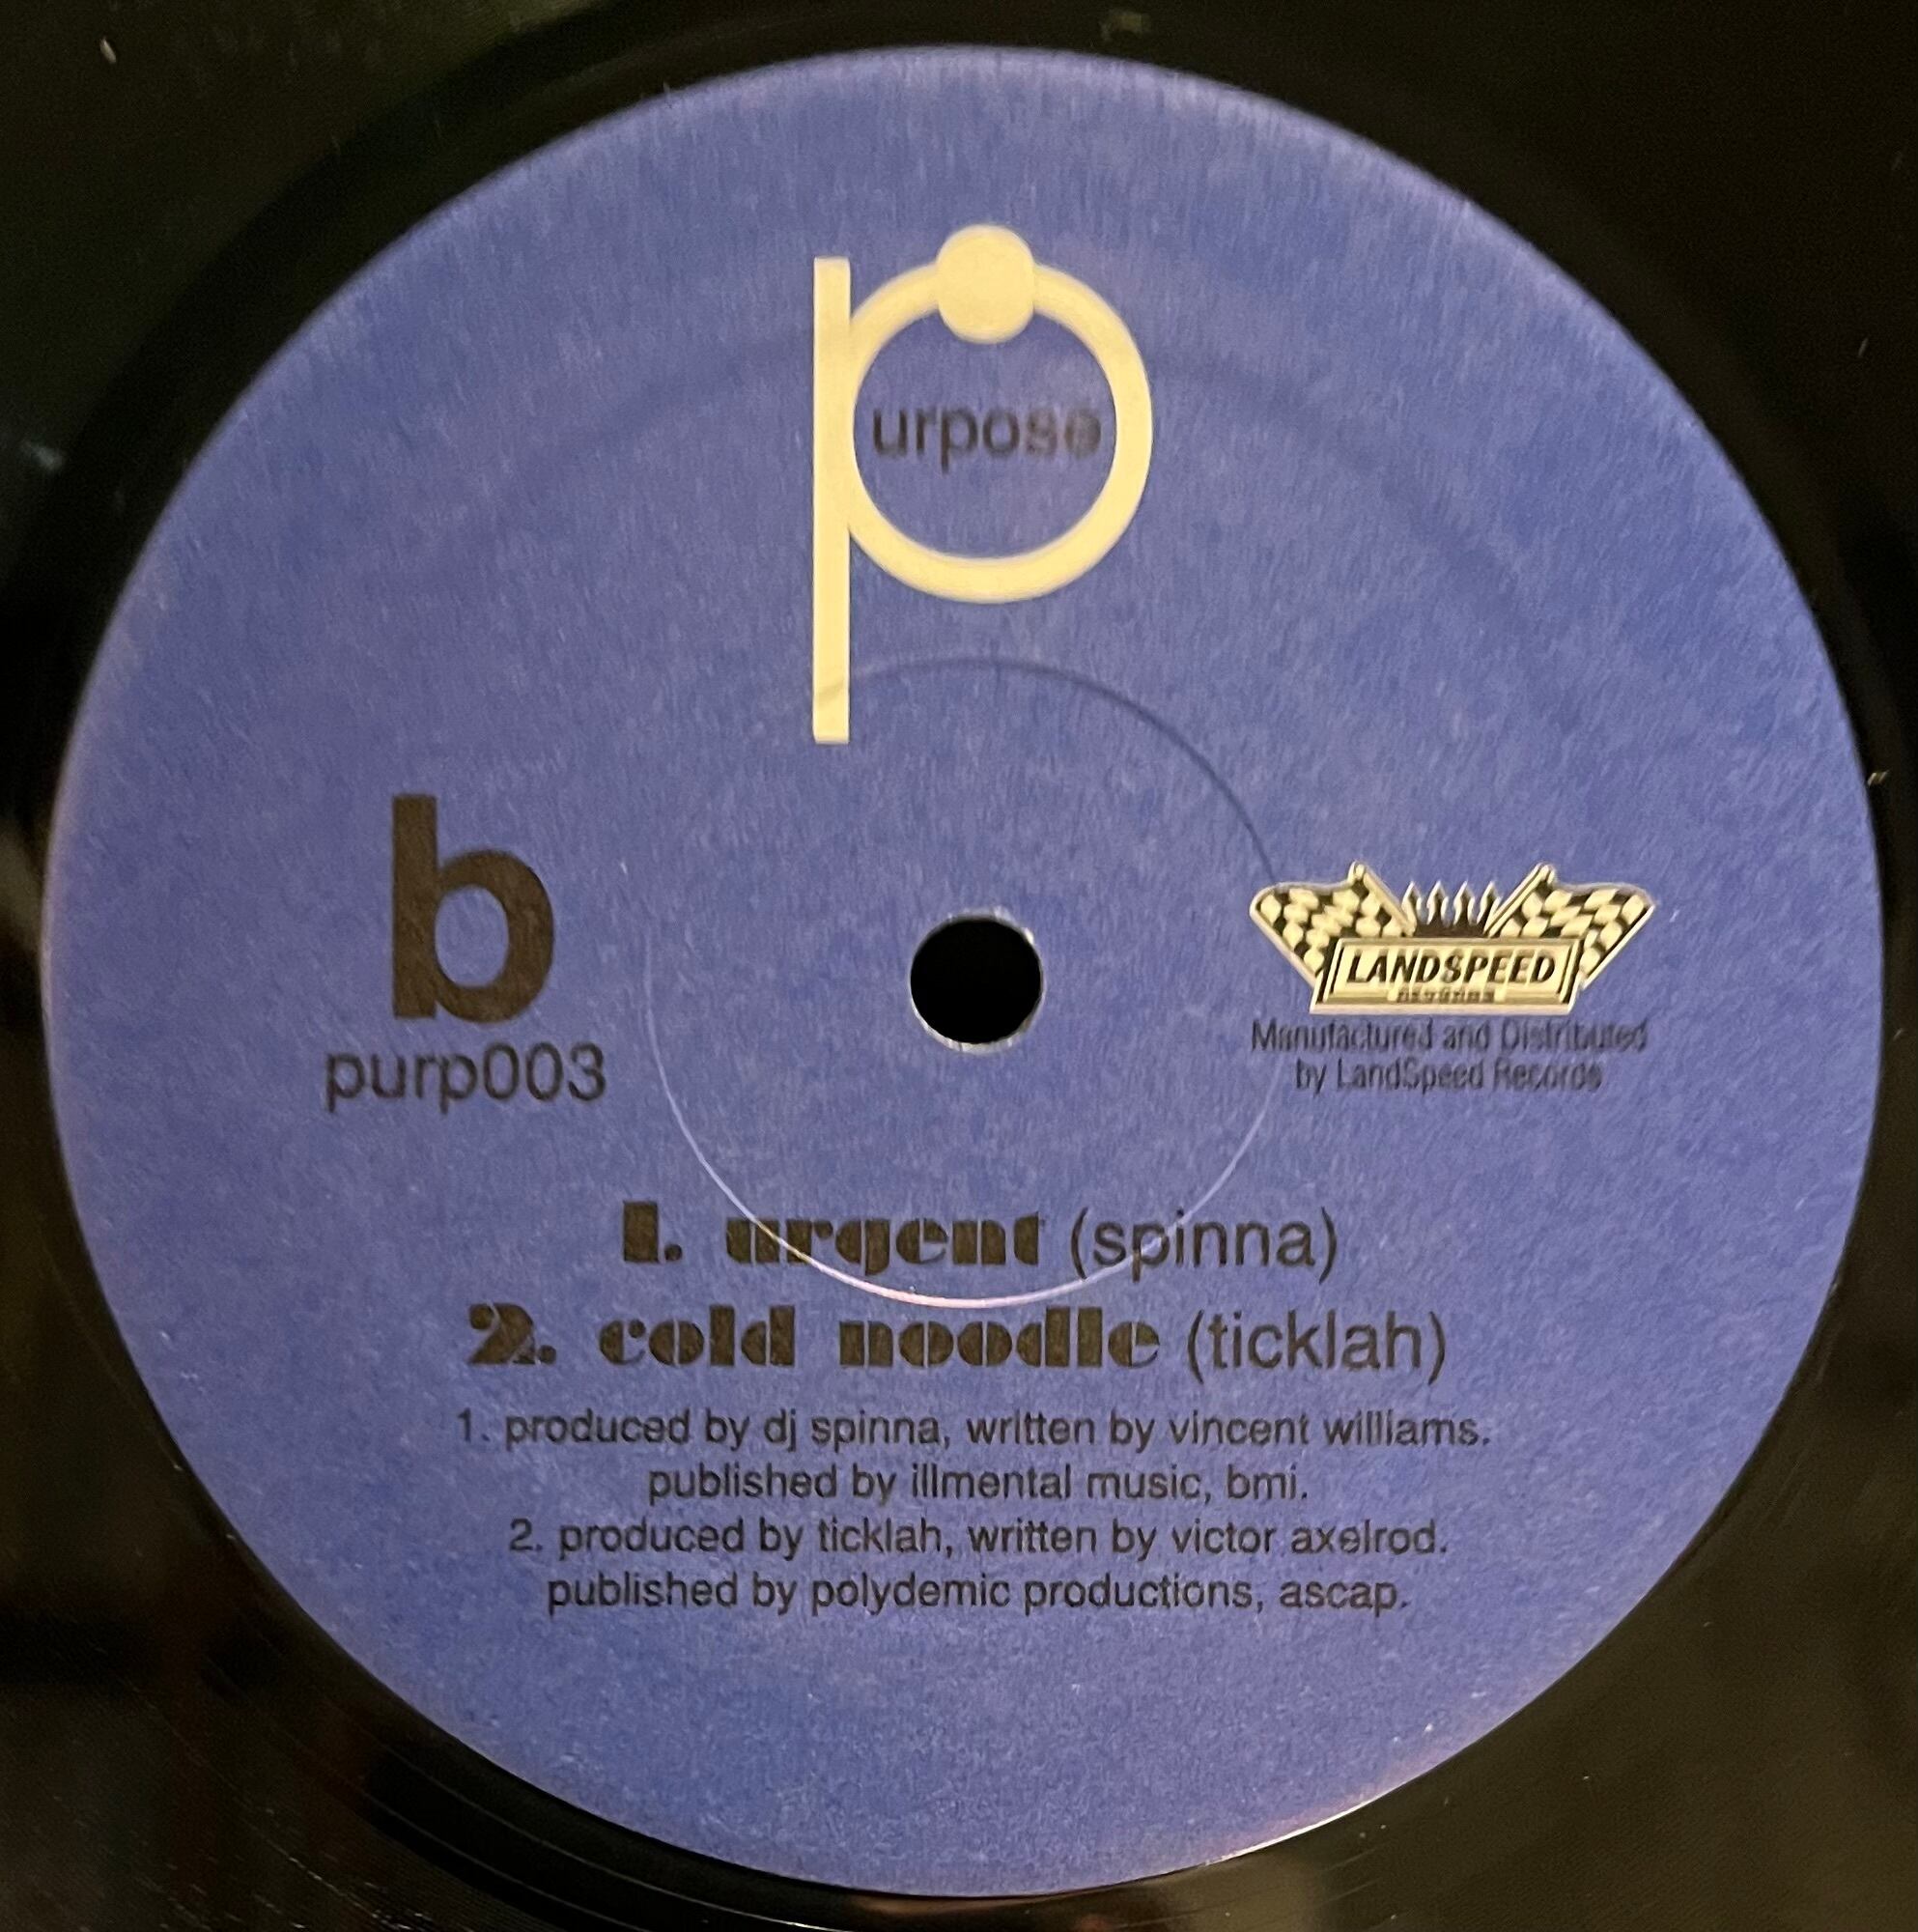 purpose
b
purp003
LANDSPEED
RECORDS
Manufactured and Distributed
by LandSpeed Records
1. urgent (spinna)
2. cold noodle (ticklah)
1. produced by dj spinna, written by vincent williams.
published by illmental music, bmi.
2. produced by ticklah, written by victor axelrod.
published by polydemic productions, ascap.